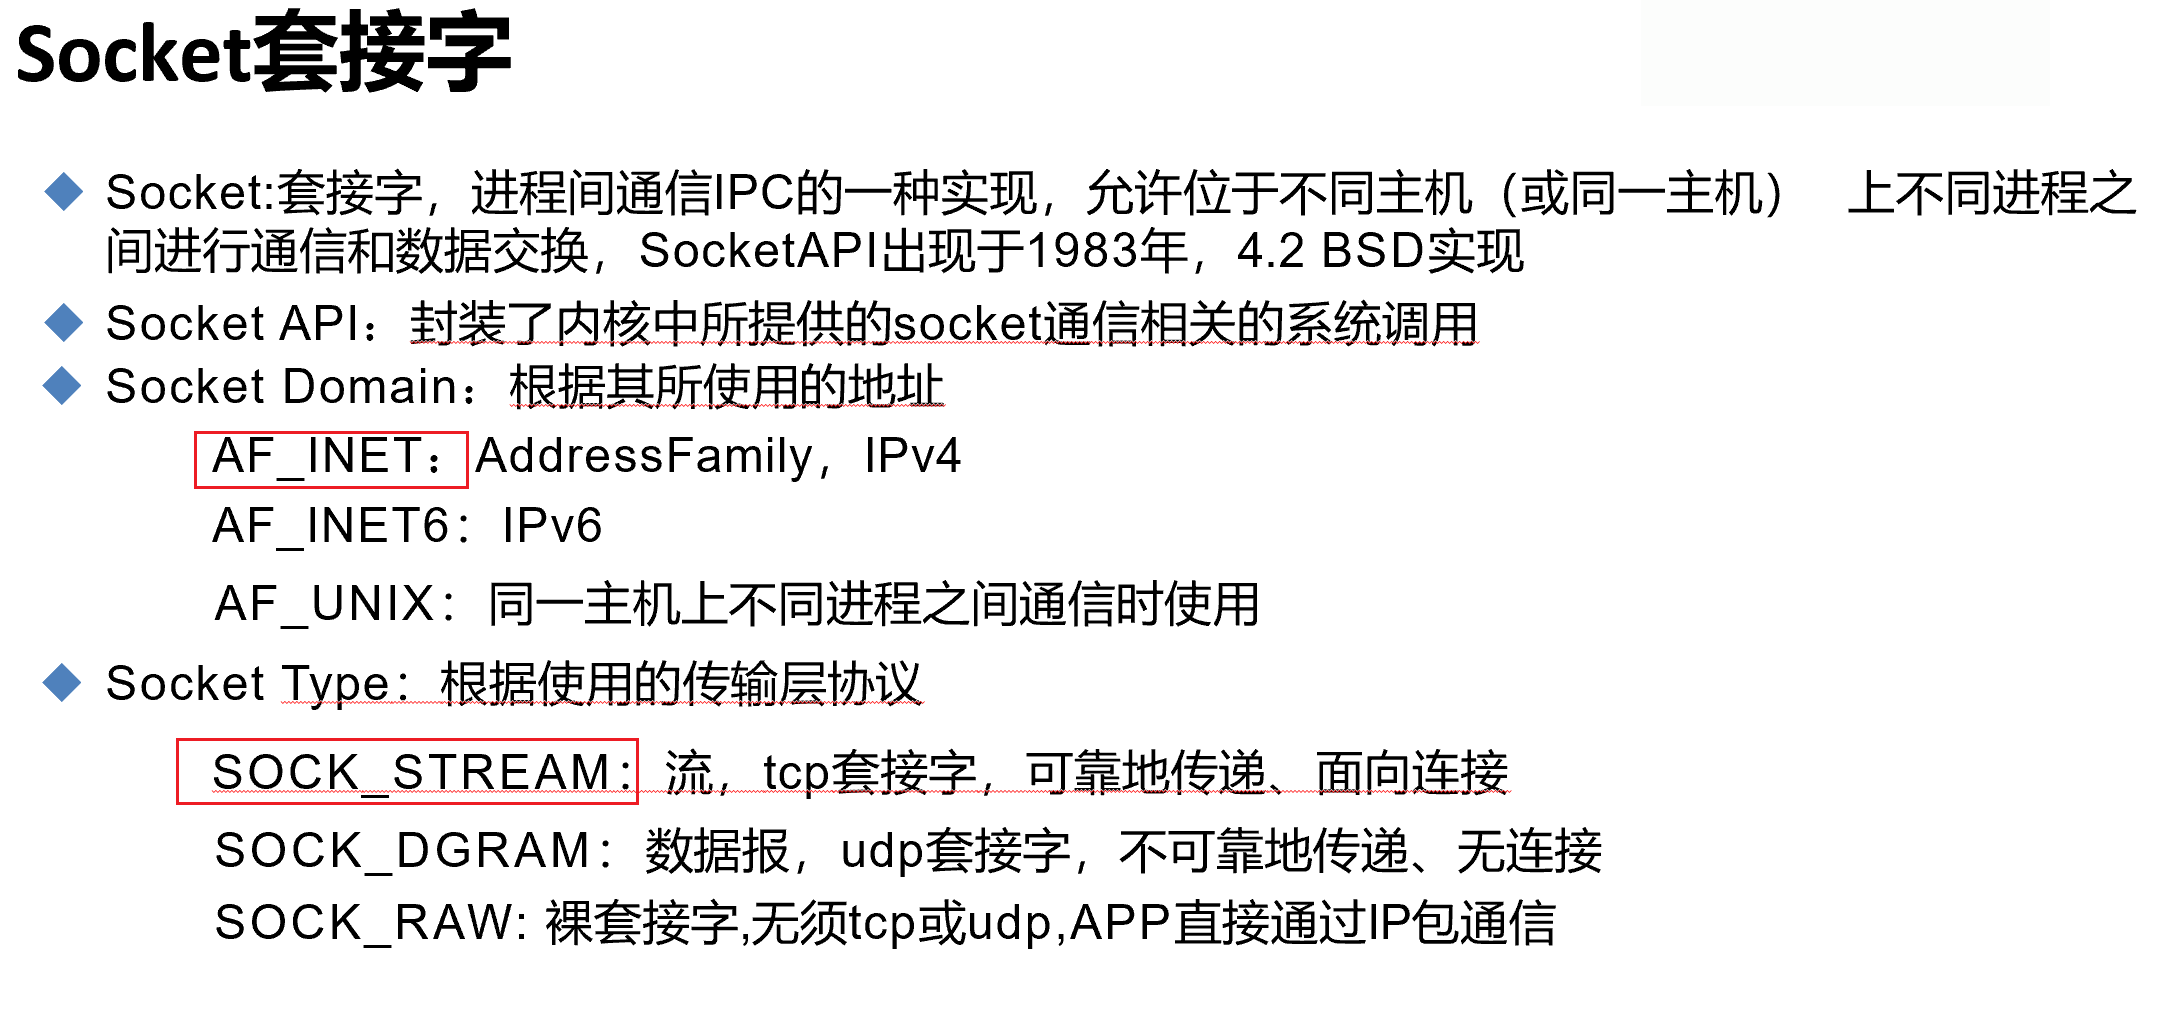 Socket套接字
Socket:套接字，进程间通信IPC的一种实现，允许位于不同主机（或同一主机） 上不同进程之
间进行通信和数据交换，SocketAPI出现于1983年，4.2 BSD实现
Socket API：封装了内核中所提供的socket通信相关的系统调用
Socket Domain：根据其所使用的地址
AF_INET：AddressFamily，IPv4
AF_INET6：IPv6
AF_UNIX：同一主机上不同进程之间通信时使用
Socket Type：根据使用的传输层协议
SOCK_STREAM：流，tcp套接字，可靠地传递、面向连接
SOCK_DGRAM：数据报，udp套接字，不可靠地传递、无连接
SOCK_RAW: 裸套接字,无须tcp或udp,APP直接通过IP包通信